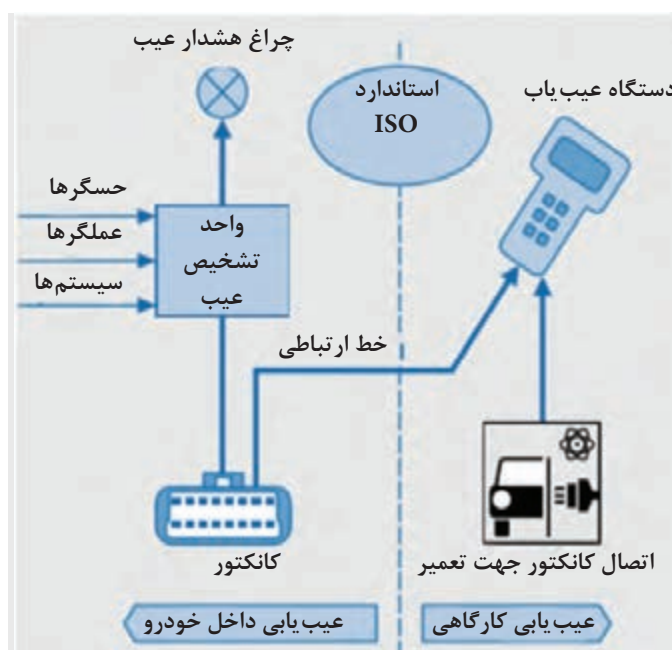 چراغ هشدار عیب
استاندارد
ISO
دستگاه عیب‌یاب
حسگرها
عملگرها
سیستم‌ها
واحد
تشخیص
عیب
خط ارتباطی
کانکتور
اتصال کانکتور جهت تعمیر
عیب‌یابی کارگاهی
عیب‌یابی داخل خودرو